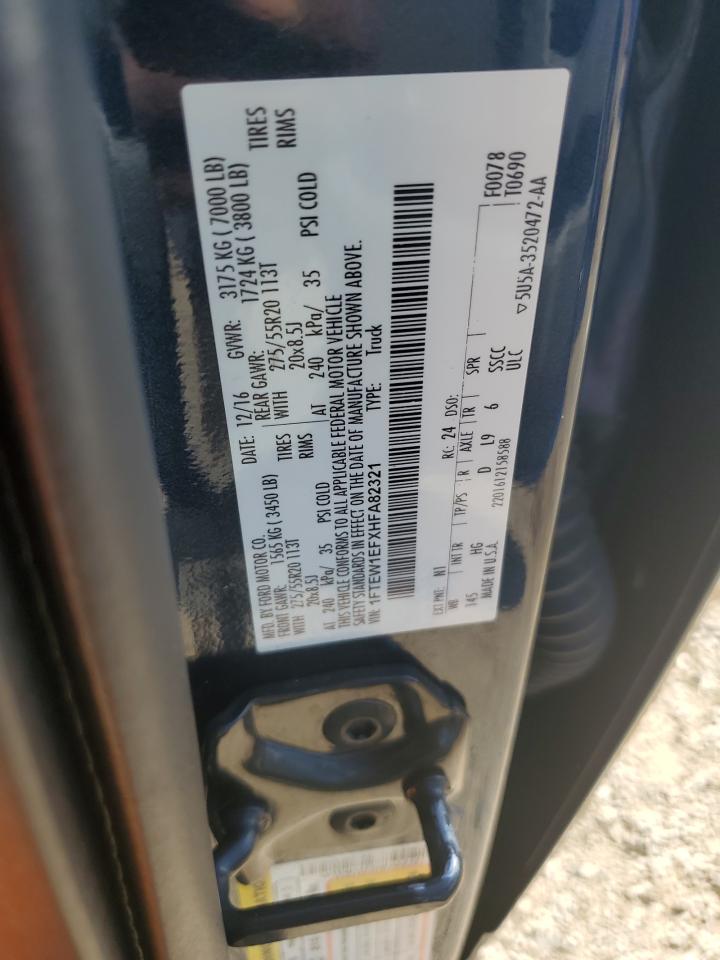 MFD. BY FORD MOTOR CO.
DATE: 12/16 GVWR: 3175 KG ( 7000 LB)
FRONT GAWR: 1565 KG ( 3450 LB) REAR GAWR: 1724 KG ( 3800 LB)
WITH 275/55R20 113T TIRES WITH 275/55R20 113T TIRES
20x8.5J RIMS 20x8.5J RIMS
AT 240 kPa/ 35 PSI COLD AT 240 kPa/ 35 PSI COLD
THIS VEHICLE CONFORMS TO ALL APPLICABLE FEDERAL MOTOR VEHICLE
SAFETY STANDARDS IN EFFECT ON THE DATE OF MANUFACTURE SHOWN ABOVE.
VIN: 1FTEW1EFXHFA82321 TYPE: Truck
F0078
T0690
EXT PNT: N1 RC: 24 DSO:
WB INT TR TP/PS R AXLE TR SPR
145 HG D L9 6 SSCC
ULC
MADE IN U.S.A. 2201612158588
▽5U5A-3520472-AA